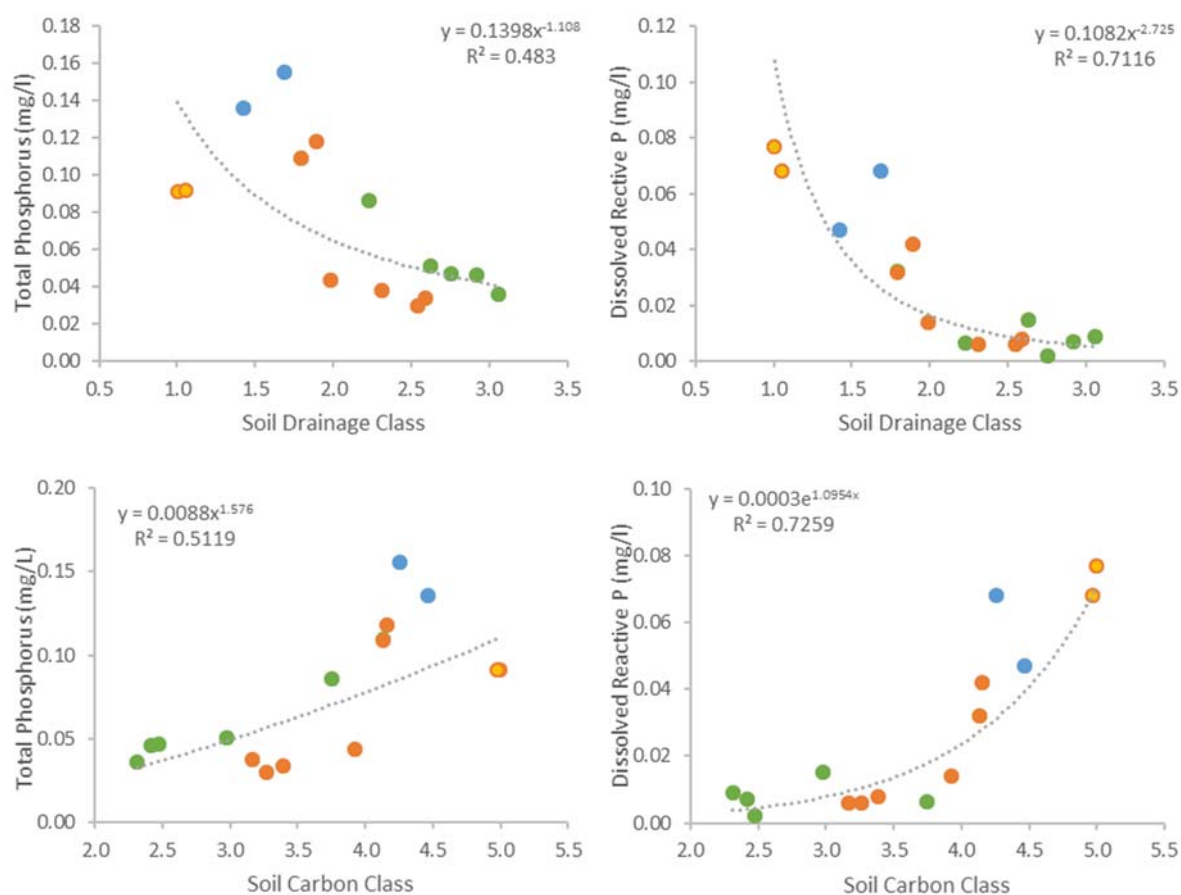 y = 0.1398x^-1.108
R² = 0.483
Total Phosphorus (mg/l)
0.18
0.16
0.14
0.12
0.10
0.08
0.06
0.04
0.02
0.00
0.5 1.0 1.5 2.0 2.5 3.0 3.5
Soil Drainage Class
y = 0.1082x^-2.725
R² = 0.7116
Dissolved Rective P (mg/l)
0.12
0.10
0.08
0.06
0.04
0.02
0.00
0.5 1.0 1.5 2.0 2.5 3.0 3.5
Soil Drainage Class
y = 0.0088x^1.576
R² = 0.5119
Total Phosphorus (mg/L)
0.20
0.15
0.10
0.05
0.00
2.0 2.5 3.0 3.5 4.0 4.5 5.0 5.5
Soil Carbon Class
y = 0.0003e^1.0954x
R² = 0.7259
Dissolved Reactive P (mg/l)
0.10
0.08
0.06
0.04
0.02
0.00
2.0 2.5 3.0 3.5 4.0 4.5 5.0 5.5
Soil Carbon Class